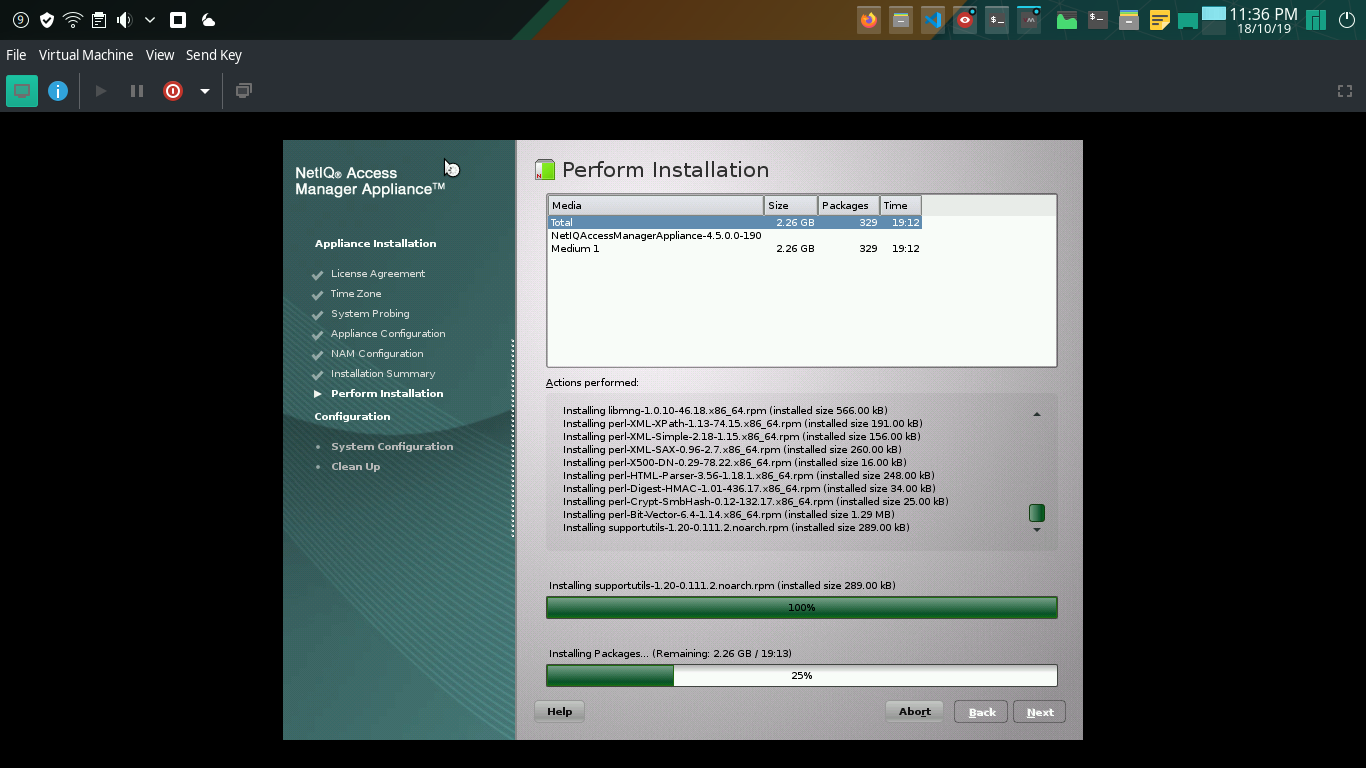 9
11:36 PM
18/10/19
File Virtual Machine View Send Key
NetIQ® Access
Manager Appliance™
Appliance Installation
License Agreement
Time Zone
System Probing
Appliance Configuration
NAM Configuration
Installation Summary
Perform Installation
Configuration
System Configuration
Clean Up
Perform Installation
Media Size Packages Time
Total 2.26 GB 329 19:12
NetIQAccessManagerAppliance-4.5.0.0-190
Medium 1 2.26 GB 329 19:12
Actions performed:
Installing libmng-1.0.10-46.18.x86_64.rpm (installed size 566.00 kB)
Installing perl-XML-XPath-1.13-74.15.x86_64.rpm (installed size 191.00 kB)
Installing perl-XML-Simple-2.18-1.15.x86_64.rpm (installed size 156.00 kB)
Installing perl-XML-SAX-0.96-2.7.x86_64.rpm (installed size 260.00 kB)
Installing perl-X500-DN-0.29-78.22.x86_64.rpm (installed size 16.00 kB)
Installing perl-HTML-Parser-3.56-1.18.1.x86_64.rpm (installed size 248.00 kB)
Installing perl-Digest-HMAC-1.01-436.17.x86_64.rpm (installed size 34.00 kB)
Installing perl-Crypt-SmbHash-0.12-132.17.x86_64.rpm (installed size 25.00 kB)
Installing perl-Bit-Vector-6.4-1.14.x86_64.rpm (installed size 1.29 MB)
Installing supportutils-1.20-0.111.2.noarch.rpm (installed size 289.00 kB)
Installing supportutils-1.20-0.111.2.noarch.rpm (installed size 289.00 kB)
100%
Installing Packages... (Remaining: 2.26 GB / 19:13)
25%
Help Abort Back Next